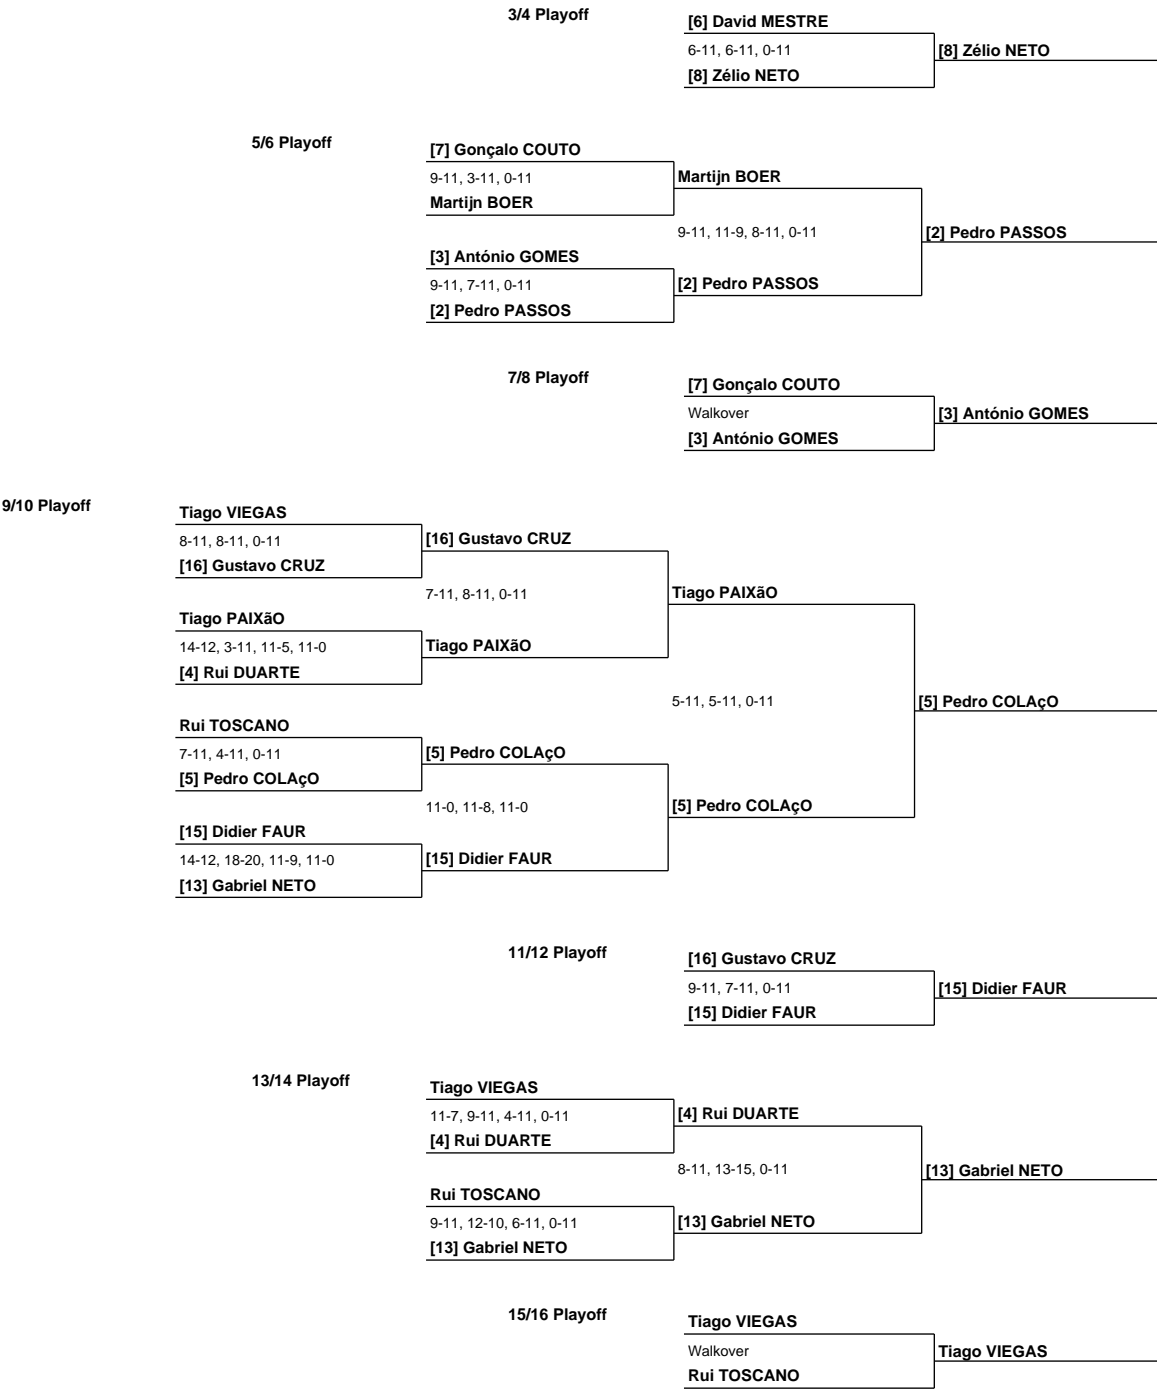 3/4 Playoff
[6] David MESTRE
6-11, 6-11, 0-11
[8] Zélio NETO
[8] Zélio NETO
5/6 Playoff
[7] Gonçalo COUTO
9-11, 3-11, 0-11
Martijn BOER
Martijn BOER
9-11, 11-9, 8-11, 0-11
[2] Pedro PASSOS
[3] António GOMES
9-11, 7-11, 0-11
[2] Pedro PASSOS
[2] Pedro PASSOS
7/8 Playoff
[7] Gonçalo COUTO
Walkover
[3] António GOMES
[3] António GOMES
9/10 Playoff
Tiago VIEGAS
8-11, 8-11, 0-11
[16] Gustavo CRUZ
[16] Gustavo CRUZ
7-11, 8-11, 0-11
Tiago PAIXãO
Tiago PAIXãO
14-12, 3-11, 11-5, 11-0
Tiago PAIXãO
[4] Rui DUARTE
5-11, 5-11, 0-11
[5] Pedro COLAçO
Rui TOSCANO
7-11, 4-11, 0-11
[5] Pedro COLAçO
[5] Pedro COLAçO
11-0, 11-8, 11-0
[5] Pedro COLAçO
[15] Didier FAUR
14-12, 18-20, 11-9, 11-0
[15] Didier FAUR
[13] Gabriel NETO
11/12 Playoff
[16] Gustavo CRUZ
9-11, 7-11, 0-11
[15] Didier FAUR
[15] Didier FAUR
13/14 Playoff
Tiago VIEGAS
11-7, 9-11, 4-11, 0-11
[4] Rui DUARTE
[4] Rui DUARTE
8-11, 13-15, 0-11
[13] Gabriel NETO
Rui TOSCANO
9-11, 12-10, 6-11, 0-11
[13] Gabriel NETO
[13] Gabriel NETO
15/16 Playoff
Tiago VIEGAS
Walkover
Tiago VIEGAS
Rui TOSCANO